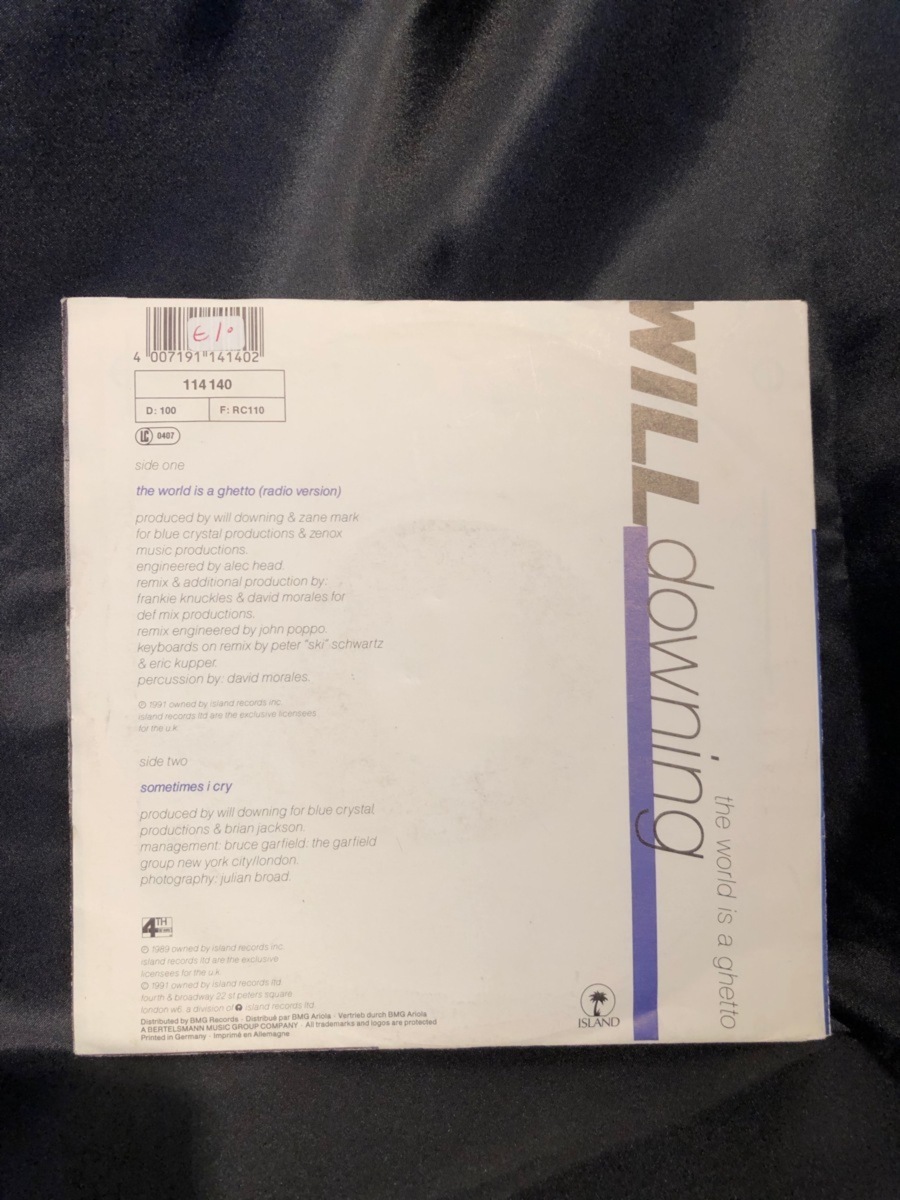 €1.
4 007191 141402
114 140
D: 100 F: RC110
LC 0407
side one
the world is a ghetto (radio version)
produced by will downing & zane mark
for blue crystal productions & zenox
music productions.
engineered by alec head.
remix & additional production by:
frankie knuckles & david morales for
def mix productions.
remix engineered by john poppo.
keyboards on remix by peter "ski" schwartz
& eric kupper.
percussion by: david morales.
℗ 1991 owned by island records inc.
island records ltd are the exclusive licensees
for the u.k.
side two
sometimes i cry
produced by will downing for blue crystal
productions & brian jackson.
management: bruce garfield: the garfield
group new york city/london.
photography: julian broad.
4TH
℗ 1989 owned by island records inc.
island records ltd are the exclusive
licensees for the u.k.
© 1991 owned by island records ltd.
fourth & broadway 22 st peters square
london w6. a division of island records ltd.
Distributed by BMG Records · Distribué par BMG Ariola · Vertrieb durch BMG Ariola
A BERTELSMANN MUSIC GROUP COMPANY · All trademarks and logos are protected
Printed in Germany · Imprimé en Allemagne
WILL downing
the world is a ghetto
ISLAND